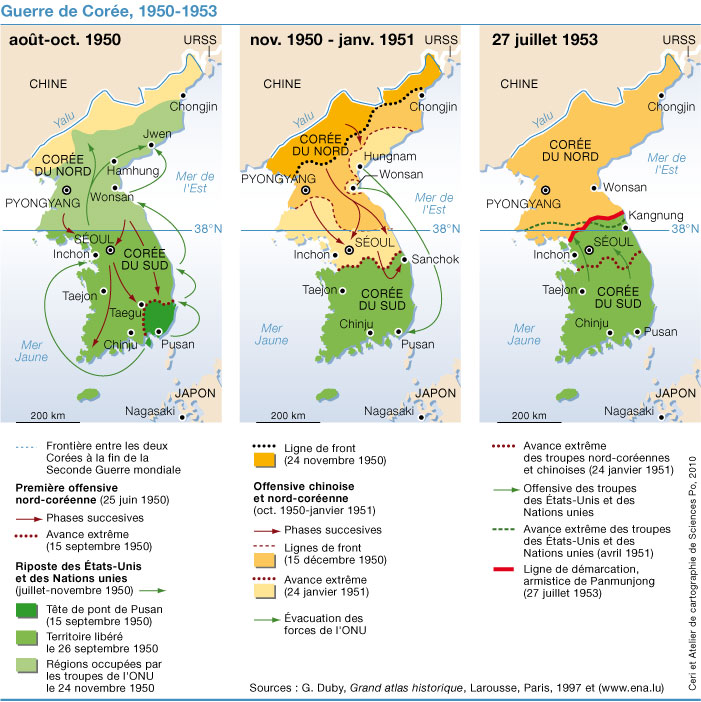 Guerre de Corée, 1950-1953
août-oct. 1950
URSS
CHINE
Yalu
Chongjin
Jwen
CORÉE
DU NORD
Hamhung
Mer de
l'Est
PYONGYANG
Wonsan
38°N
SÉOUL
Inchon
CORÉE
DU SUD
Taejon
Taegu
Mer
Jaune
Chinju
Pusan
JAPON
200 km
Nagasaki
nov. 1950 - janv. 1951
URSS
CHINE
Yalu
Chongjin
CORÉE
DU NORD
Hungnam
Wonsan
PYONGYANG
Mer de
l'Est
38°N
SÉOUL
Inchon
Sanchok
Taejon
CORÉE
DU SUD
Mer
Jaune
Chinju
Pusan
JAPON
200 km
Nagasaki
27 juillet 1953
URSS
CHINE
Yalu
Chongjin
CORÉE
DU NORD
Mer de
l'Est
PYONGYANG
Wonsan
Kangnung
38°N
SÉOUL
Inchon
Taejon
CORÉE
DU SUD
Mer
Jaune
Chinju
Pusan
JAPON
200 km
Nagasaki
Frontière entre les deux
Corées à la fin de la
Seconde Guerre mondiale
Première offensive
nord-coréenne (25 juin 1950)
Phases succesives
Avance extrême
(15 septembre 1950)
Riposte des États-Unis
et des Nations unies
(juillet-novembre 1950)
Tête de pont de Pusan
(15 septembre 1950)
Territoire libéré
le 26 septembre 1950
Régions occupées par
les troupes de l'ONU
le 24 novembre 1950
Ligne de front
(24 novembre 1950)
Offensive chinoise
et nord-coréenne
(oct. 1950-janvier 1951)
Phases succesives
Lignes de front
(15 décembre 1950)
Avance extrême
(24 janvier 1951)
Évacuation des
forces de l'ONU
Avance extrême
des troupes nord-coréennes
et chinoises (24 janvier 1951)
Offensive des troupes
des États-Unis et des
Nations unies
Avance extrême des troupes
des États-Unis et des
Nations unies (avril 1951)
Ligne de démarcation,
armistice de Panmunjong
(27 juillet 1953)
Sources : G. Duby, Grand atlas historique, Larousse, Paris, 1997 et (www.ena.lu)
Ceri et Atelier de cartographie de Sciences Po, 2010